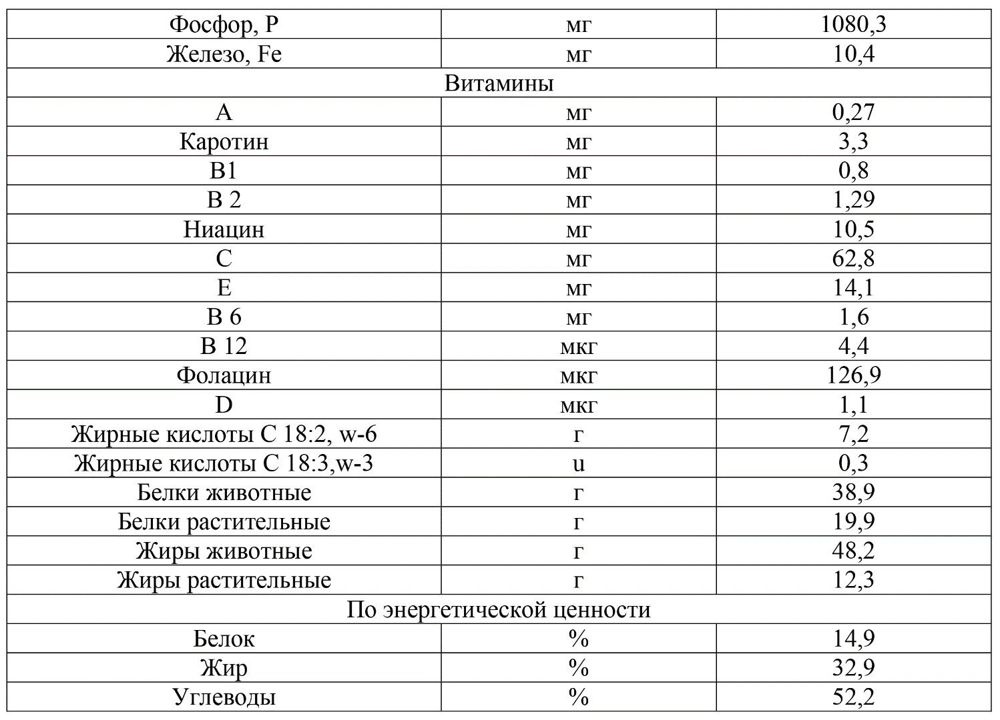 Фосфор, P мг 1080,3
Железо, Fe мг 10,4
Витамины
А мг 0,27
Каротин мг 3,3
В1 мг 0,8
В 2 мг 1,29
Ниацин мг 10,5
С мг 62,8
Е мг 14,1
В 6 мг 1,6
В 12 мкг 4,4
Фолацин мкг 126,9
D мкг 1,1
Жирные кислоты С 18:2, w-6 г 7,2
Жирные кислоты С 18:3,w-3 u 0,3
Белки животные г 38,9
Белки растительные г 19,9
Жиры животные г 48,2
Жиры растительные г 12,3
По энергетической ценности
Белок % 14,9
Жир % 32,9
Углеводы % 52,2